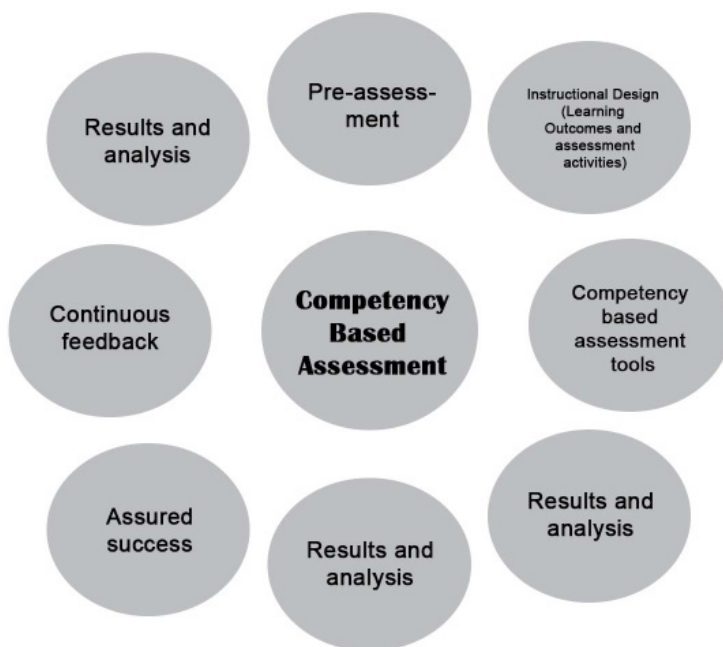 Pre-assess-
ment
Instructional Design
(Learning
Outcomes and
assessment
activities)
Competency
based
assessment
tools
Results and
analysis
Results and
analysis
Assured
success
Continuous
feedback
Results and
analysis
Competency
Based
Assessment